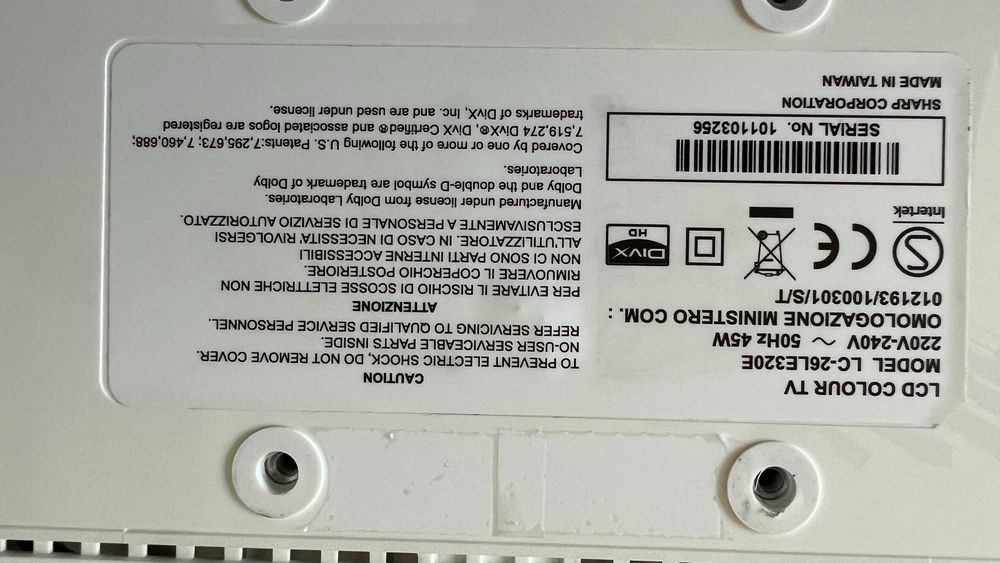 LCD COLOUR TV
MODEL LC-26LE320E
220V-240V ~ 50Hz 45W
OMOLOGAZIONE MINISTERO COM. :
012193/100301/S/T
S
Intertek
CE
DIVX
HD
SERIAL No. 101103256
SHARP CORPORATION
MADE IN TAIWAN
CAUTION
TO PREVENT ELECTRIC SHOCK, DO NOT REMOVE COVER
NO-USER-SERVICEABLE PARTS INSIDE.
REFER SERVICING TO QUALIFIED SERVICE PERSONNEL.
ATTENZIONE
PER EVITARE IL RISCHIO DI SCOSSE ELETTRICHE NON
RIMUOVERE IL COPERCHIO POSTERIORE.
NON CI SONO PARTI INTERNE ACCESSIBILI
ALL'UTILIZZATORE. IN CASO DI NECESSITA' RIVOLGERSI
ESCLUSIVAMENTE A PERSONALE DI SERVIZIO AUTORIZZATO.
Manufactured under license from Dolby Laboratories.
Dolby and the double-D symbol are trademark of Dolby
Laboratories.
Covered by one or more of the following U.S. Patents:7,295,673; 7,460,688;
7,519,274 DivX® DivX Certified® and associated logos are registered
trademarks of DivX, Inc. and are used under license.